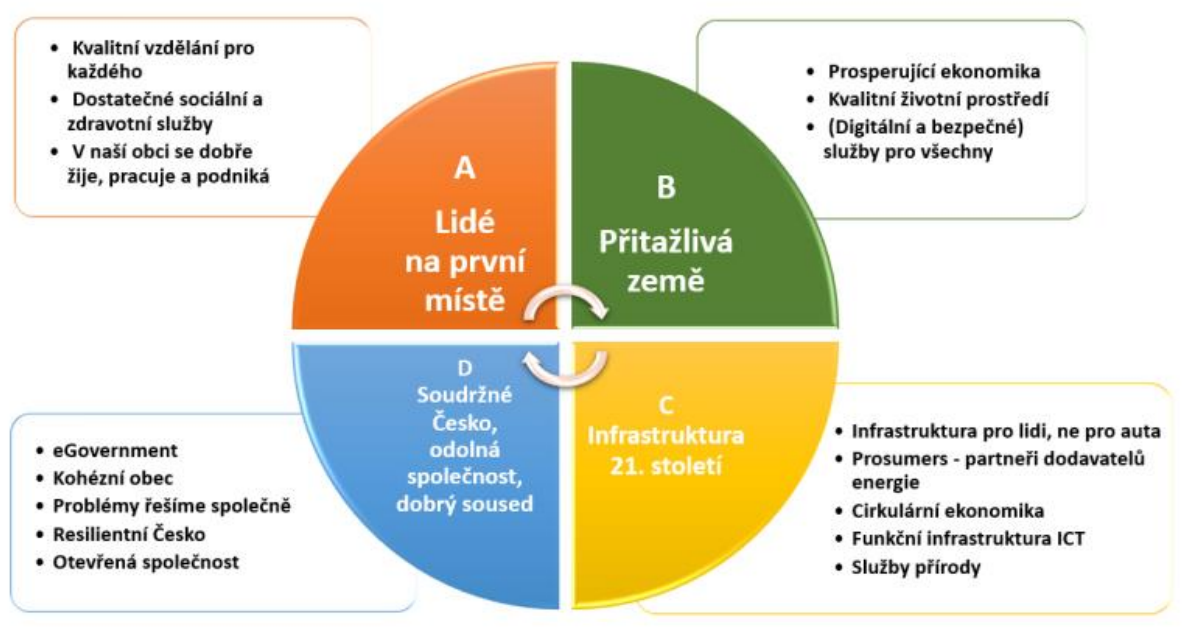 • Kvalitní vzdělání pro
každého
• Dostatečné sociální a
zdravotní služby
• V naší obci se dobře
žije, pracuje a podniká
A
Lidé
na první
místě
B
Přitažlivá
země
• Prosperující ekonomika
• Kvalitní životní prostředí
• (Digitální a bezpečné)
služby pro všechny
• eGovernment
• Kohézní obec
• Problémy řešíme společně
• Resilientní Česko
• Otevřená společnost
D
Soudržné
Česko,
odolná
společnost,
dobrý soused
C
Infrastruktura
21. století
• Infrastruktura pro lidi, ne pro auta
• Prosumers - partneři dodavatelů
energie
• Cirkulární ekonomika
• Funkční infrastruktura ICT
• Služby přírody